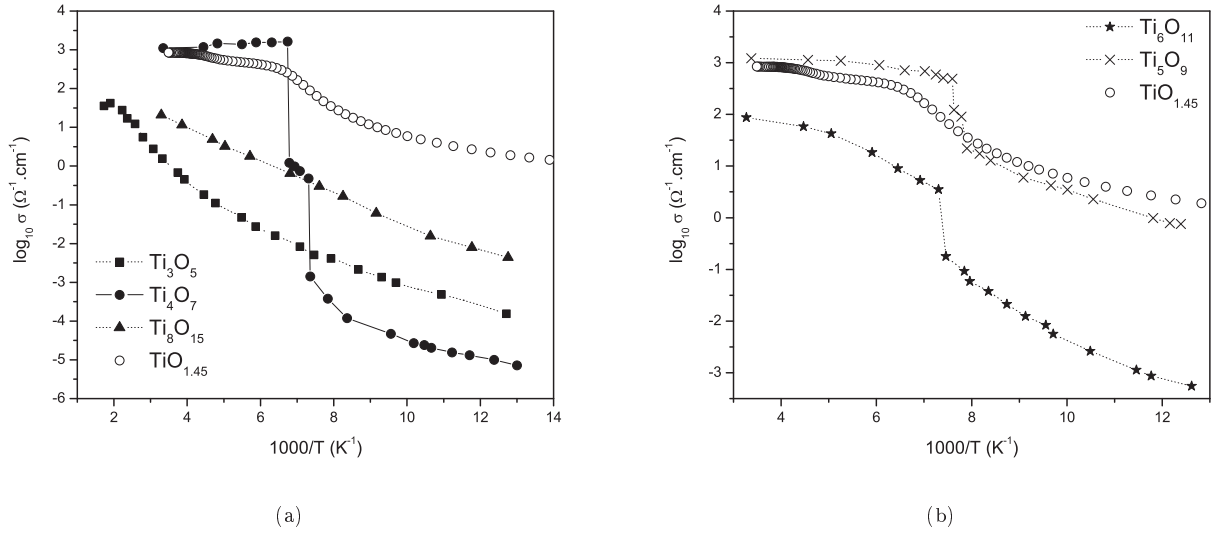 4
3
2
1
0
-1
-2
-3
-4
-5
-6
log₁₀ σ (Ω⁻¹.cm⁻¹)
Ti₃O₅
Ti₄O₇
Ti₈O₁₅
TiO₁.₄₅
2 4 6 8 10 12 14
1000/T (K⁻¹)
(a)
4
3
2
1
0
-1
-2
-3
log₁₀ σ (Ω⁻¹.cm⁻¹)
Ti₆O₁₁
Ti₅O₉
TiO₁.₄₅
4 6 8 10 12
1000/T (K⁻¹)
(b)